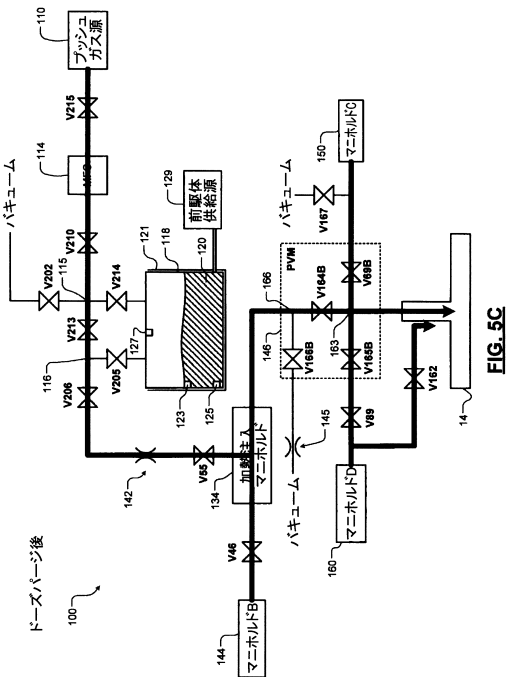 ドーズパージ後
100
110
プッシュ
ガス源
V215
114
MFC
バキューム
V202
V210
115
V214
V213
116
V205
V206
127
121
118
120
129
前駆体
供給源
123
125
142
V55
134
加熱注入
マニホルド
V46
144
マニホルドB
バキューム
145
V166B
146
166
PVM
V164B
163
V165B
V69B
バキューム
V167
150
マニホルドC
V89
160
マニホルドD
V162
14
FIG. 5C